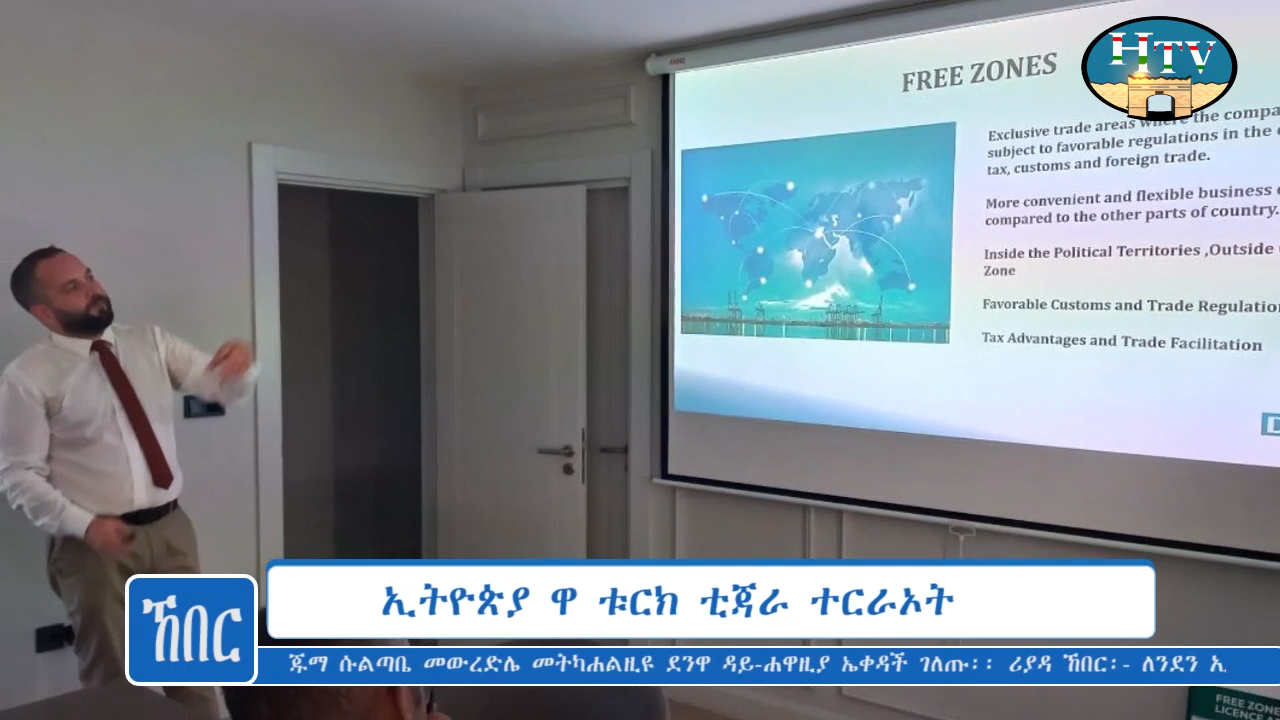 HTV
FREE ZONES
Exclusive trade areas where the compa
subject to favorable regulations in the
tax, customs and foreign trade.
More convenient and flexible business
compared to the other parts of country.
Inside the Political Territories ,Outside
Zone
Favorable Customs and Trade Regulation
Tax Advantages and Trade Facilitation
ኢትዮጵያ ዋ ቱርክ ቲጃራ ተርራኦት
ኸበር
ጁማ ሱልጣቤ መውረድሌ መትካሐልዚዩ ደንዋ ዳይ-ሐዋዚያ ኤቀዳች ገለጡ፡፡ ሪያዳ ኸበር፡- ለንደን ኢ
FREE ZONE
LICENCE